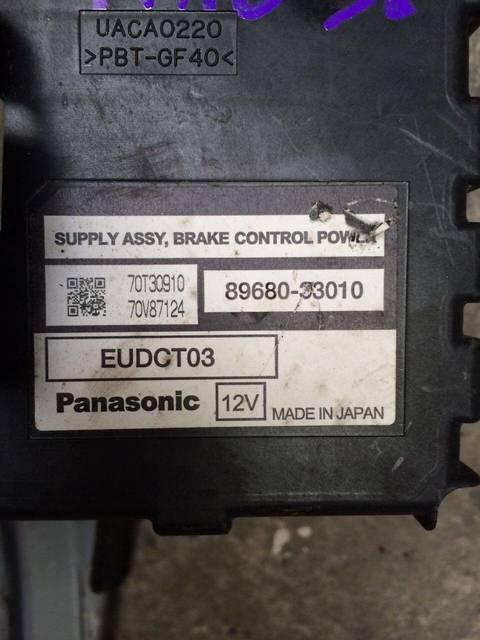 UACA0220
>PBT-GF40<
SUPPLY ASSY, BRAKE CONTROL POWER
70T30910
70V87124
89680-33010
EUDCT03
Panasonic 12V MADE IN JAPAN